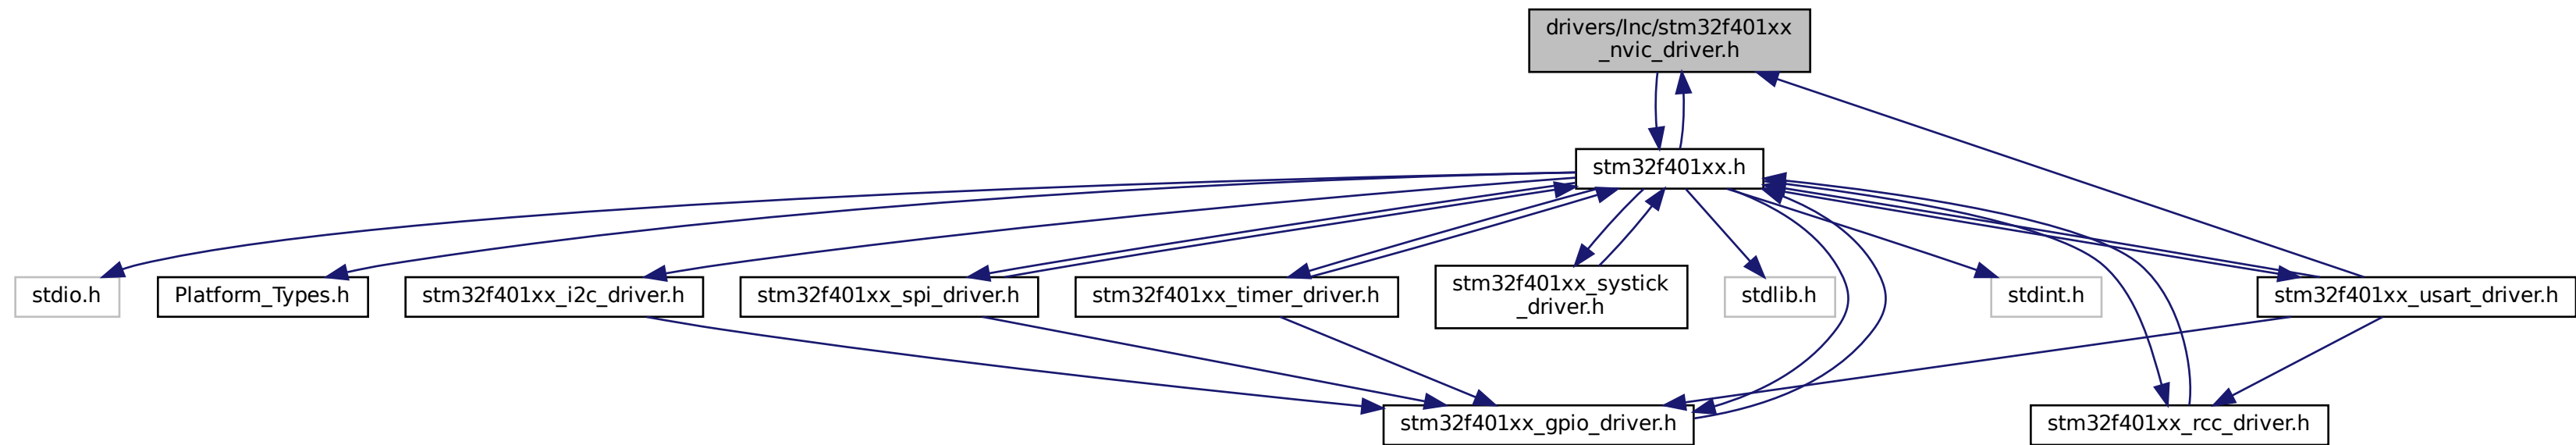 drivers/Inc/stm32f401xx
_nvic_driver.h
stm32f401xx.h
stdio.h
Platform_Types.h
stm32f401xx_i2c_driver.h
stm32f401xx_spi_driver.h
stm32f401xx_timer_driver.h
stm32f401xx_systick
_driver.h
stdlib.h
stdint.h
stm32f401xx_usart_driver.h
stm32f401xx_gpio_driver.h
stm32f401xx_rcc_driver.h